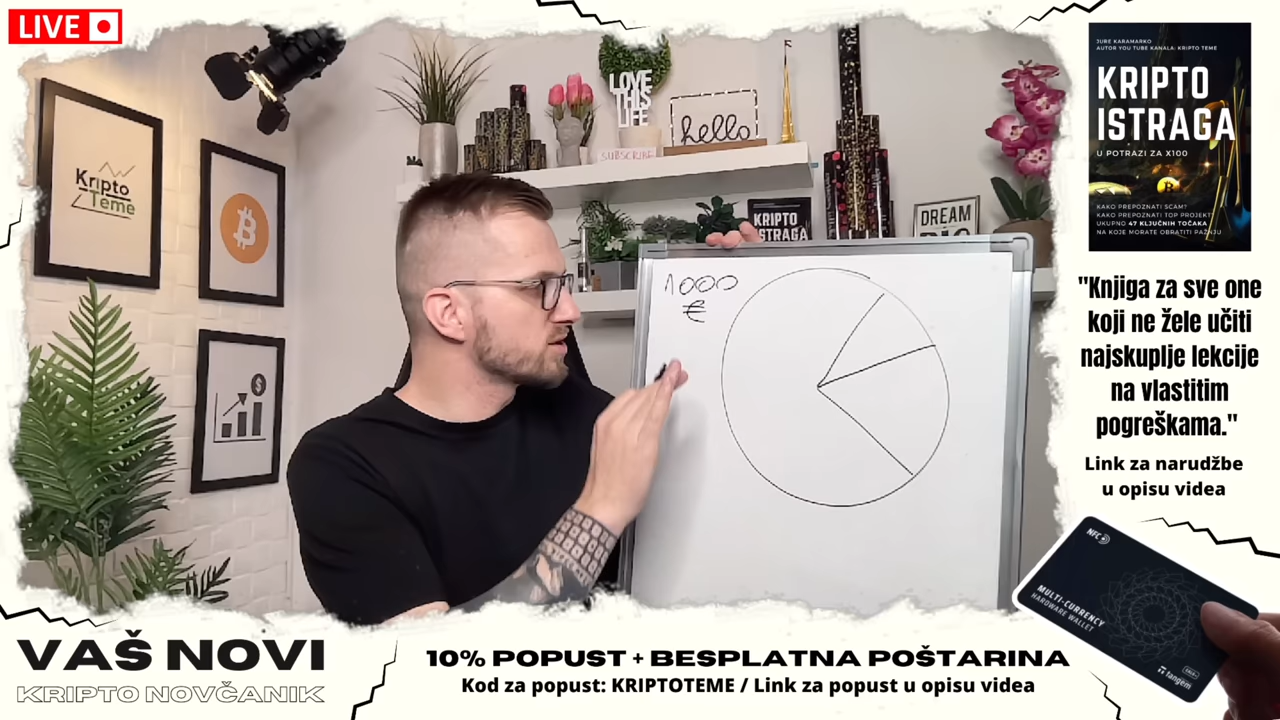 LIVE
Kripto
Teme
LOVE
THIS
LIFE
hello
SUBSCRIBE
KRIPTO
ISTRAGA
DREAM
BIG
1000
€
JURE KARAMARKO
AUTOR YOU TUBE KANALA: KRIPTO TEME
KRIPTO
ISTRAGA
U POTRAZI ZA X100
KAKO PREPOZNATI SCAM?
KAKO PREPOZNATI TOP PROJEKT?
UKUPNO 47 KLJUČNIH TOČAKA
NA KOJE MORATE OBRATITI PAŽNJU
"Knjiga za sve one
koji ne žele učiti
najskuplje lekcije
na vlastitim
pogreškama."
Link za narudžbe
u opisu videa
NFC
MULTI-CURRENCY
HARDWARE WALLET
tangem
VAŠ NOVI
KRIPTO NOVČANIK
10% POPUST + BESPLATNA POŠTARINA
Kod za popust: KRIPTOTEME / Link za popust u opisu videa